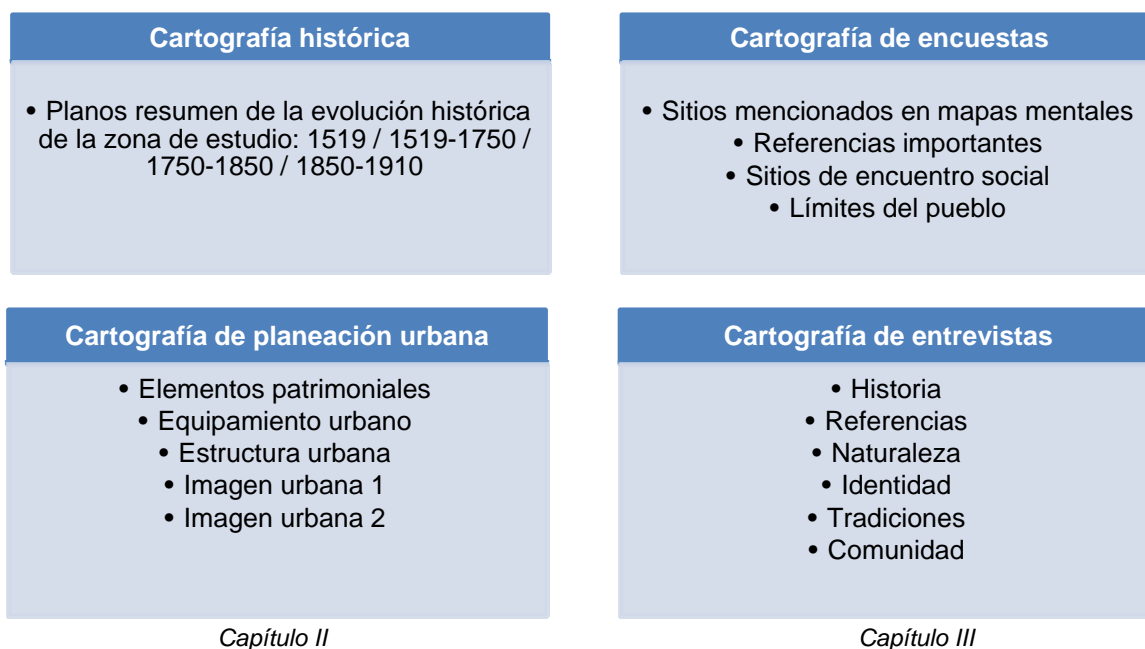 Cartografía histórica
• Planos resumen de la evolución histórica
de la zona de estudio: 1519 / 1519-1750 /
1750-1850 / 1850-1910
Cartografía de encuestas
• Sitios mencionados en mapas mentales
• Referencias importantes
• Sitios de encuentro social
• Límites del pueblo
Cartografía de planeación urbana
• Elementos patrimoniales
• Equipamiento urbano
• Estructura urbana
• Imagen urbana 1
• Imagen urbana 2
Cartografía de entrevistas
• Historia
• Referencias
• Naturaleza
• Identidad
• Tradiciones
• Comunidad
Capítulo II
Capítulo III